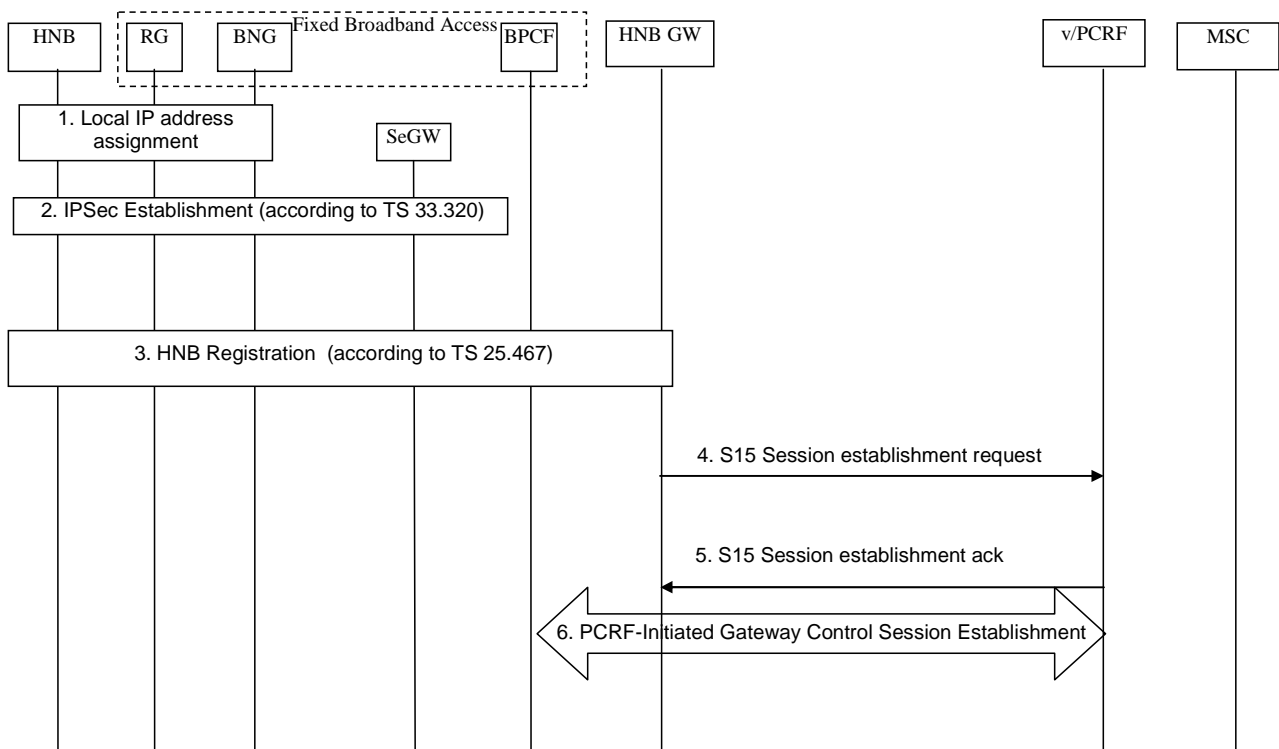 Fixed Broadband Access
HNB
RG
BNG
BPCF
HNB GW
v/PCRF
MSC
1. Local IP address
assignment
SeGW
2. IPSec Establishment (according to TS 33.320)
3. HNB Registration (according to TS 25.467)
4. S15 Session establishment request
5. S15 Session establishment ack
6. PCRF-Initiated Gateway Control Session Establishment